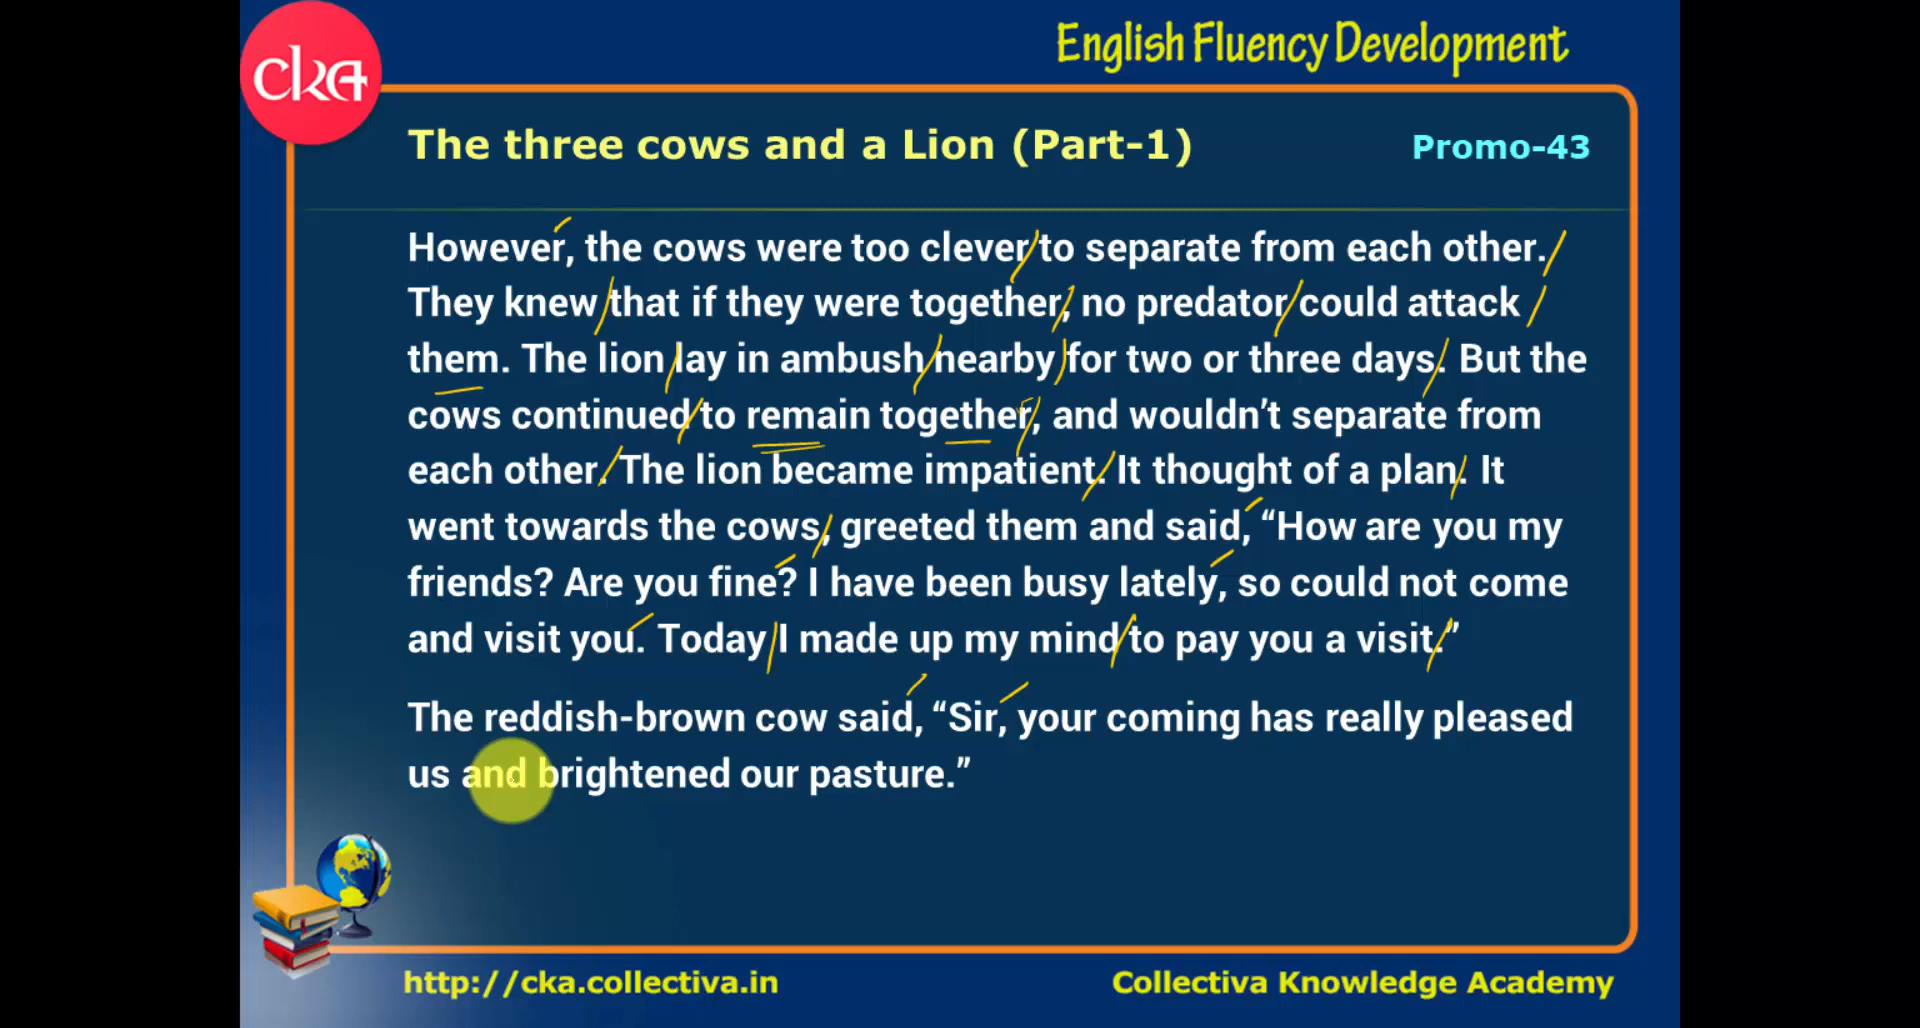 cka
English Fluency Development
The three cows and a Lion (Part-1)
Promo-43
However, the cows were too clever to separate from each other.
They knew that if they were together, no predator could attack
them. The lion lay in ambush nearby for two or three days. But the
cows continued to remain together, and wouldn’t separate from
each other. The lion became impatient. It thought of a plan. It
went towards the cows, greeted them and said, “How are you my
friends? Are you fine? I have been busy lately, so could not come
and visit you. Today I made up my mind to pay you a visit.”
The reddish-brown cow said, “Sir, your coming has really pleased
us and brightened our pasture.”
http://cka.collectiva.in
Collectiva Knowledge Academy